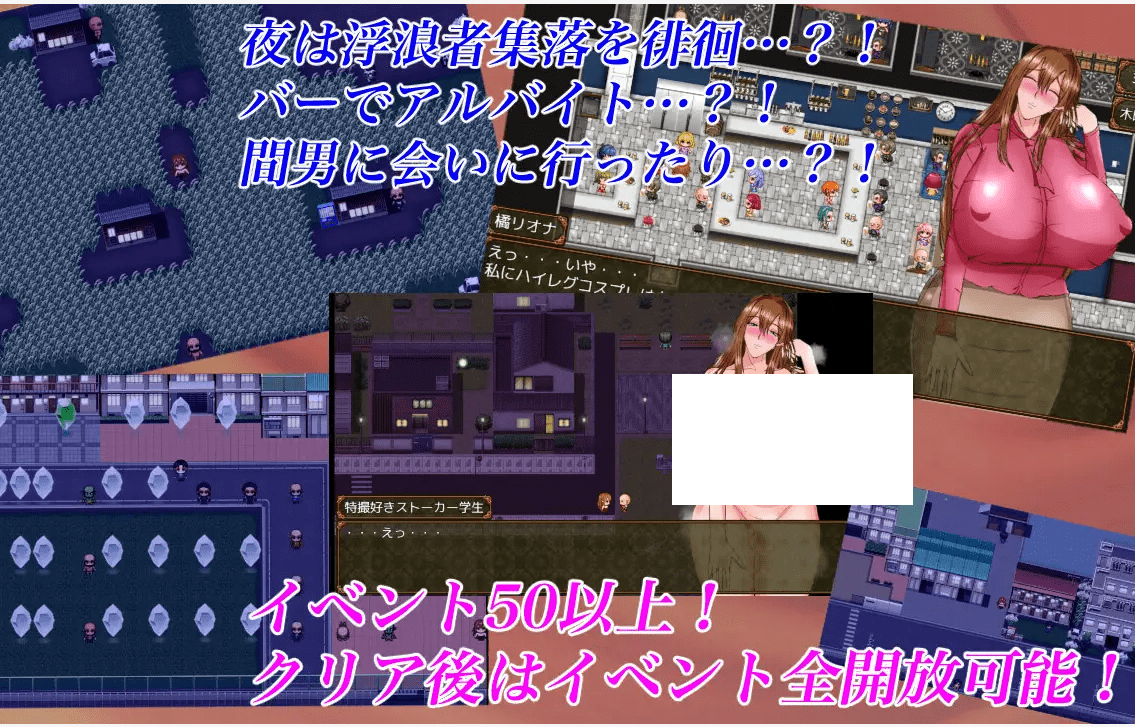 夜は浮浪者集落を徘徊…？！
バーでアルバイト…？！
間男に会いに行ったり…？！
橘リオナ
えっ・・・いや・・・
私にハイレグコスプレは・
木
特撮好きストーカー学生
・・・えっ・・・
イベント50以上！
クリア後はイベント全開放可能！